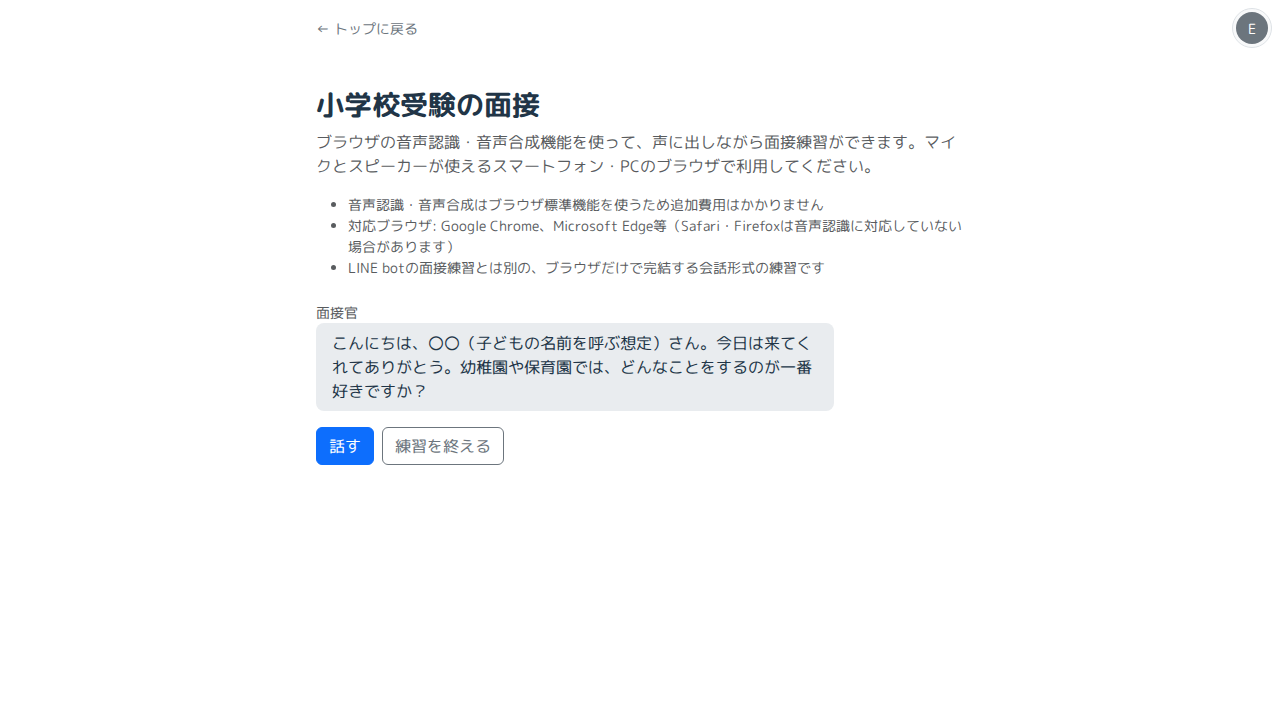 ← トップに戻る
E
小学校受験の面接
ブラウザの音声認識・音声合成機能を使って、声に出しながら面接練習ができます。マイ
クとスピーカーが使えるスマートフォン・PCのブラウザで利用してください。
• 音声認識・音声合成はブラウザ標準機能を使うため追加費用はかかりません
• 対応ブラウザ: Google Chrome、Microsoft Edge等（Safari・Firefoxは音声認識に対応していない
場合があります）
• LINE botの面接練習とは別の、ブラウザだけで完結する会話形式の練習です
面接官
こんにちは、〇〇（子どもの名前を呼ぶ想定）さん。今日は来てく
れてありがとう。幼稚園や保育園では、どんなことをするのが一番
好きですか？
話す 練習を終える